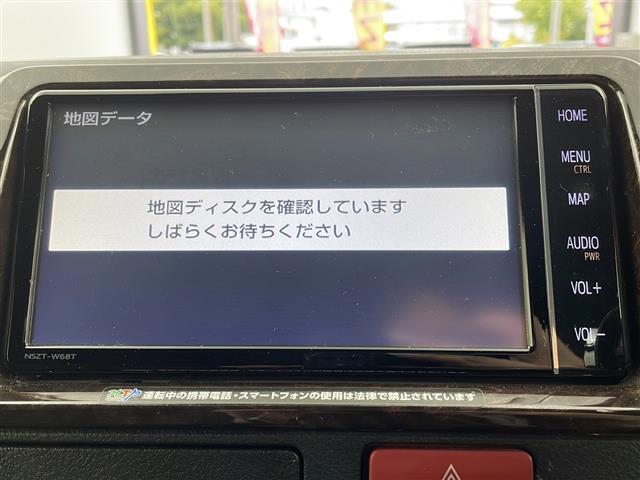 地図データ
地図ディスクを確認しています
しばらくお待ちください
HOME
MENU
CTRL
MAP
AUDIO
PWR
VOL+
VOL-
NSZT-W68T
運転中の携帯電話・スマートフォンの使用は法律で禁止されています